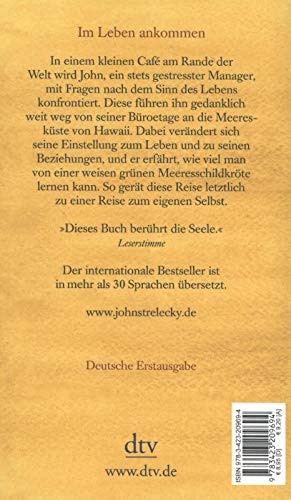 Im Leben ankommen
In einem kleinen Café am Rande der
Welt wird John, ein stets gestresster Manager,
mit Fragen nach dem Sinn des Lebens
konfrontiert. Diese führen ihn gedanklich
weit weg von seiner Büroetage an die Meeres-
küste von Hawaii. Dabei verändert sich
seine Einstellung zum Leben und zu seinen
Beziehungen, und er erfährt, wie viel man
von einer weisen grünen Meeresschildkröte
lernen kann. So gerät diese Reise letztlich
zu einer Reise zum eigenen Selbst.
»Dieses Buch berührt die Seele.«
Leserstimme
Der internationale Bestseller ist
in mehr als 30 Sprachen übersetzt.
www.johnstrelecky.de
Deutsche Erstausgabe
dtv
www.dtv.de
ISBN 978-3-423-20969-4
9 783423 209694
€ 8,95 [D]
€ 9,20 [A]